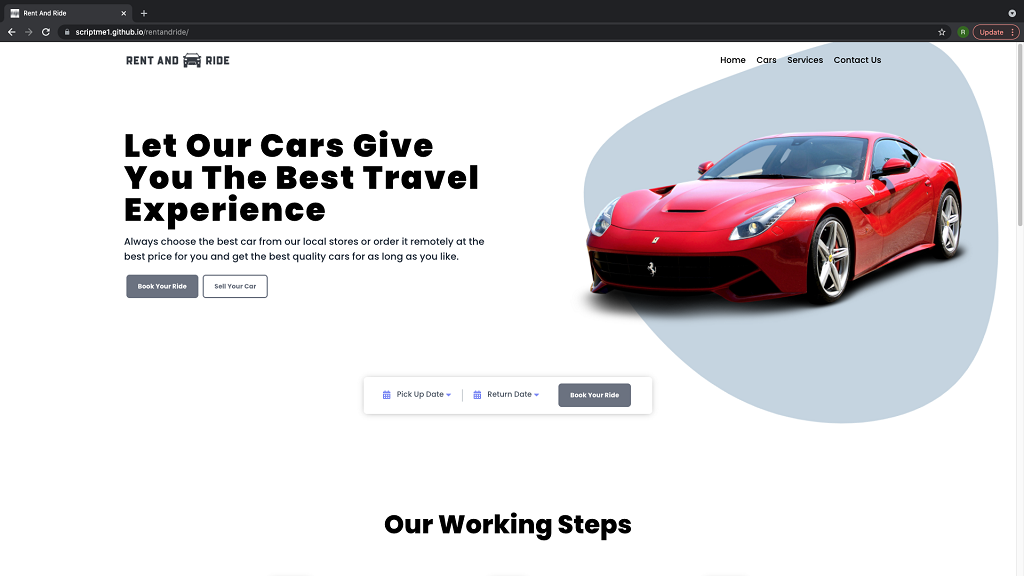 Rent And Ride
scriptme1.github.io/rentandride/
R
Update
RENT AND RIDE
Home Cars Services Contact Us
Let Our Cars Give
You The Best Travel
Experience
Always choose the best car from our local stores or order it remotely at the
best price for you and get the best quality cars for as long as you like.
Book Your Ride Sell Your Car
Pick Up Date Return Date Book Your Ride
Our Working Steps